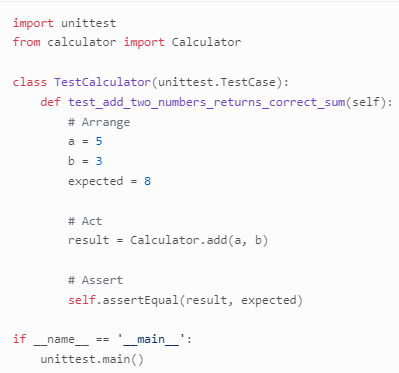 import unittest
from calculator import Calculator

class TestCalculator(unittest.TestCase):
    def test_add_two_numbers_returns_correct_sum(self):
        # Arrange
        a = 5
        b = 3
        expected = 8

        # Act
        result = Calculator.add(a, b)

        # Assert
        self.assertEqual(result, expected)

if __name__ == '__main__':
    unittest.main()